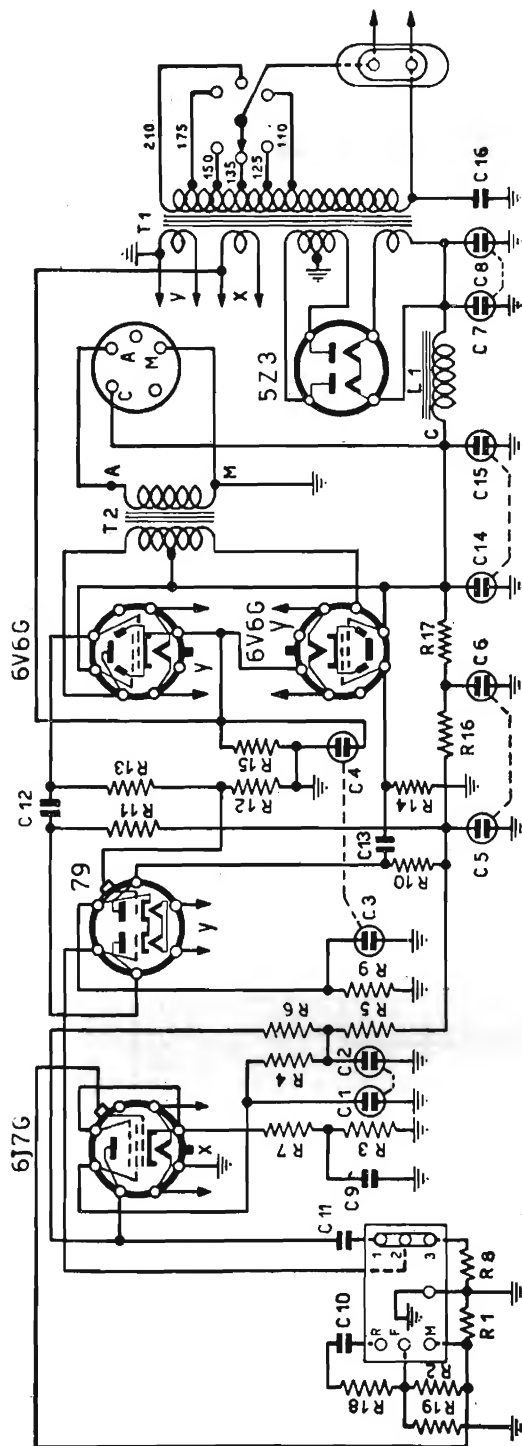 6J7G
79
C12
6V6G
210
175
150
135
125
110
T1
y
x
R11
R13
R12
R15
T2
A
M
C
A
M
5Z3
y
y
6V6G
y
x
C4
C13
R14
R10
C3
R9
R6
R5
R4
C2
C1
R7
R3
C9
C11
C10
R
F
M
1
2
3
R2
R18
R19
R1
R8
C5
R16
C6
R17
C14
C15
C
L1
C7
C8
C16